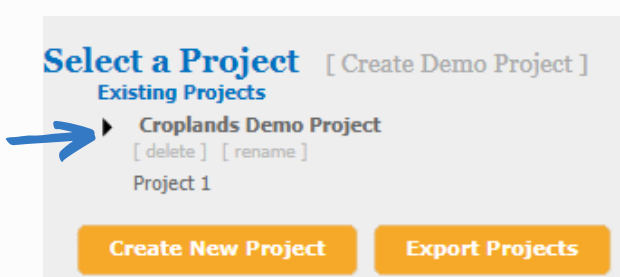 Select a Project [ Create Demo Project ]
Existing Projects
Croplands Demo Project
[ delete ] [ rename ]
Project 1
Create New Project Export Projects